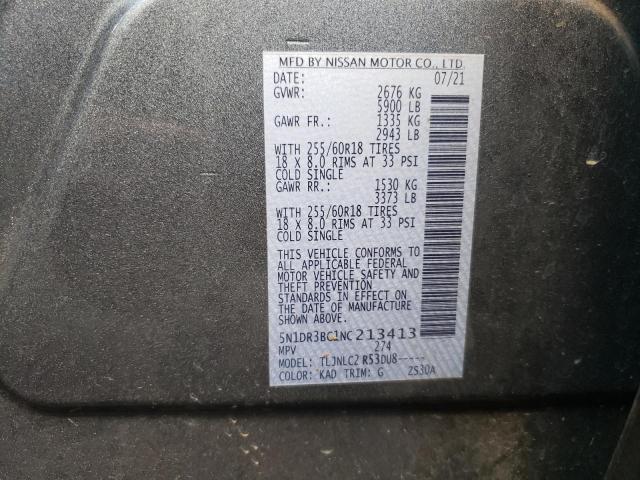 MFD BY NISSAN MOTOR CO., LTD.
DATE: 07/21
GVWR: 2676 KG
5900 LB
GAWR FR.: 1335 KG
2943 LB
WITH 255/60R18 TIRES
18 X 8.0 RIMS AT 33 PSI
COLD SINGLE
GAWR RR.: 1530 KG
3373 LB
WITH 255/60R18 TIRES
18 X 8.0 RIMS AT 33 PSI
COLD SINGLE
THIS VEHICLE CONFORMS TO
ALL APPLICABLE FEDERAL
MOTOR VEHICLE SAFETY AND
THEFT PREVENTION
STANDARDS IN EFFECT ON
THE DATE OF MANUFACTURE
SHOWN ABOVE.
5N1DR3BC1NC213413
MPV 274
MODEL: TLJNLC2 R53DU8-----
COLOR: KAD TRIM: G 2S30A